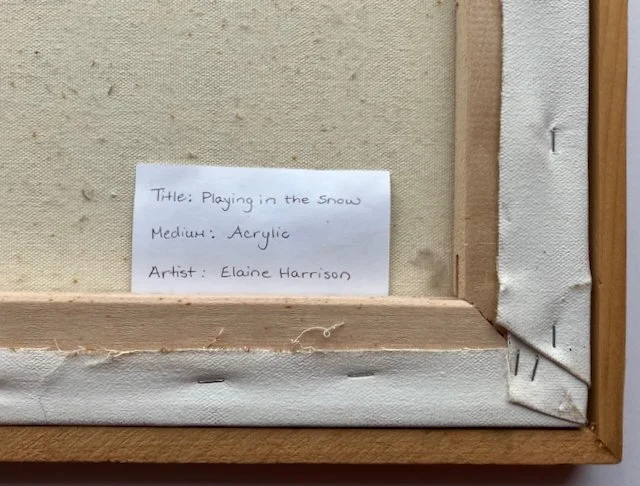 Title: Playing in the Snow
Medium: Acrylic
Artist: Elaine Harrison